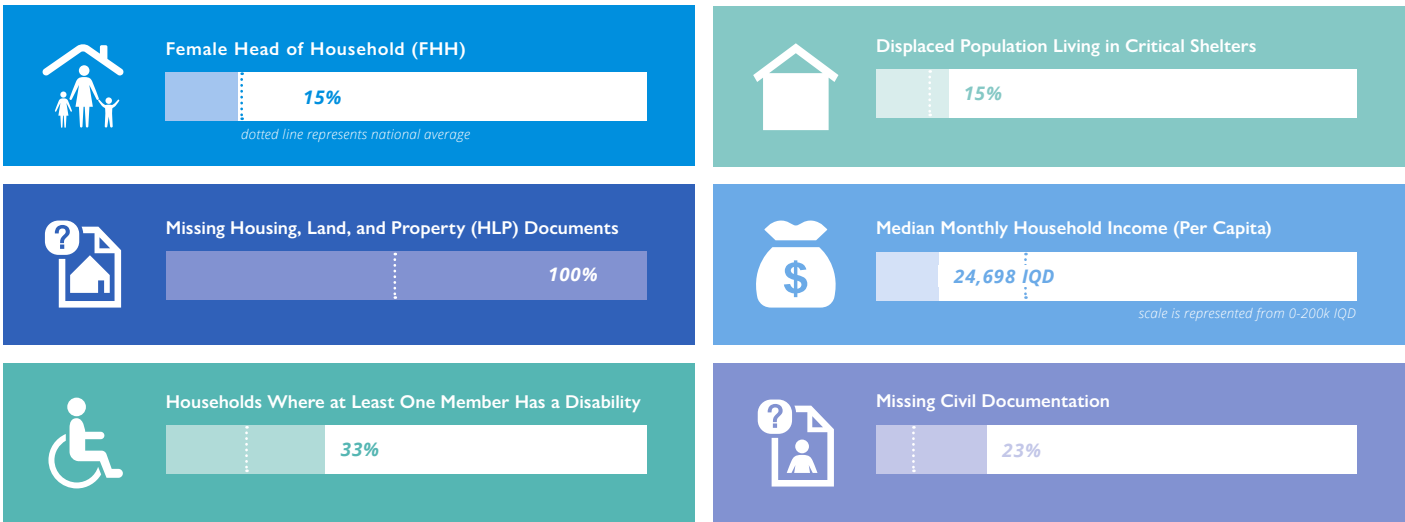 Female Head of Household (FHH)
15%
dotted line represents national average
Displaced Population Living in Critical Shelters
15%
?
Missing Housing, Land, and Property (HLP) Documents
100%
$
Median Monthly Household Income (Per Capita)
24,698 IQD
scale is represented from 0-200k IQD
Households Where at Least One Member Has a Disability
33%
?
Missing Civil Documentation
23%